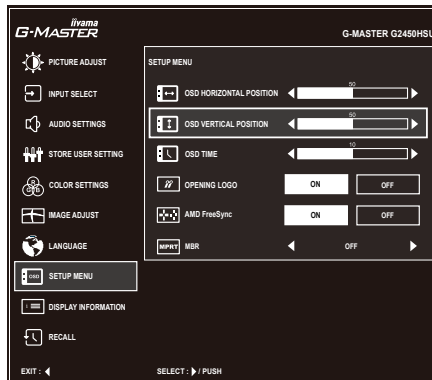 iiyama
G-MASTER
G-MASTER G2450HSU
PICTURE ADJUST
INPUT SELECT
AUDIO SETTINGS
STORE USER SETTING
COLOR SETTINGS
R
G B
IMAGE ADJUST
LANGUAGE
OSD SETUP MENU
i DISPLAY INFORMATION
RECALL
SETUP MENU
OSD HORIZONTAL POSITION 50
OSD VERTICAL POSITION 50
OSD TIME 10
OPENING LOGO ON OFF
AMD FreeSync ON OFF
MPRT MBR OFF
EXIT :
SELECT : / PUSH